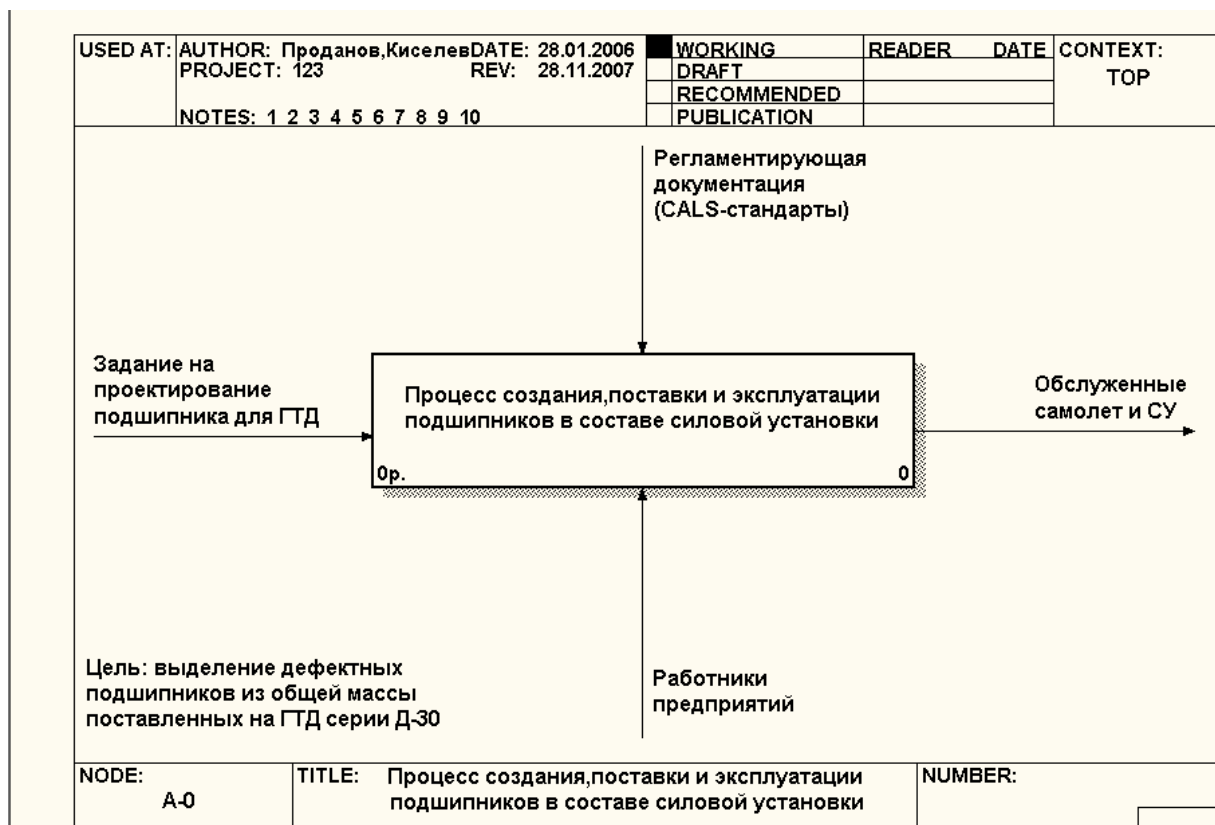 USED AT:
AUTHOR: Проданов,Киселев
DATE: 28.01.2006
PROJECT: 123
REV: 28.11.2007
NOTES: 1 2 3 4 5 6 7 8 9 10
WORKING
DRAFT
RECOMMENDED
PUBLICATION
READER DATE
CONTEXT:
TOP
Регламентирующая
документация
(CALS-стандарты)
Задание на
проектирование
подшипника для ГТД
Процесс создания,поставки и эксплуатации
подшипников в составе силовой установки
0р.
0
Обслуженные
самолет и СУ
Цель: выделение дефектных
подшипников из общей массы
поставленных на ГТД серии Д-30
Работники
предприятий
NODE:
A-0
TITLE:
Процесс создания,поставки и эксплуатации
подшипников в составе силовой установки
NUMBER: